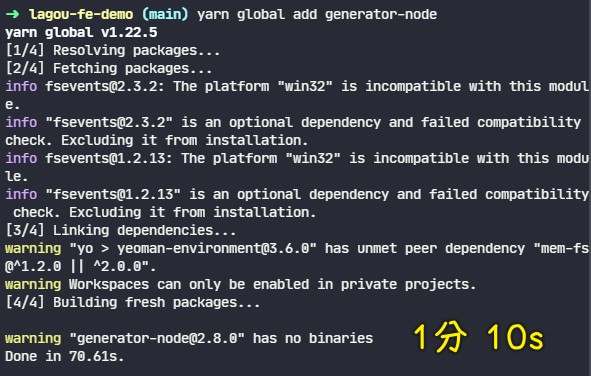 ➜ lagou-fe-demo (main) yarn global add generator-node
yarn global v1.22.5
[1/4] Resolving packages...
[2/4] Fetching packages...
info fsevents@2.3.2: The platform "win32" is incompatible with this modul
e.
info "fsevents@2.3.2" is an optional dependency and failed compatibility
check. Excluding it from installation.
info fsevents@1.2.13: The platform "win32" is incompatible with this modu
le.
info "fsevents@1.2.13" is an optional dependency and failed compatibility
 check. Excluding it from installation.
[3/4] Linking dependencies...
warning "yo > yeoman-environment@3.6.0" has unmet peer dependency "mem-fs
@^1.2.0 || ^2.0.0".
warning Workspaces can only be enabled in private projects.
[4/4] Building fresh packages...
warning "generator-node@2.8.0" has no binaries
Done in 70.61s.
1分 10s